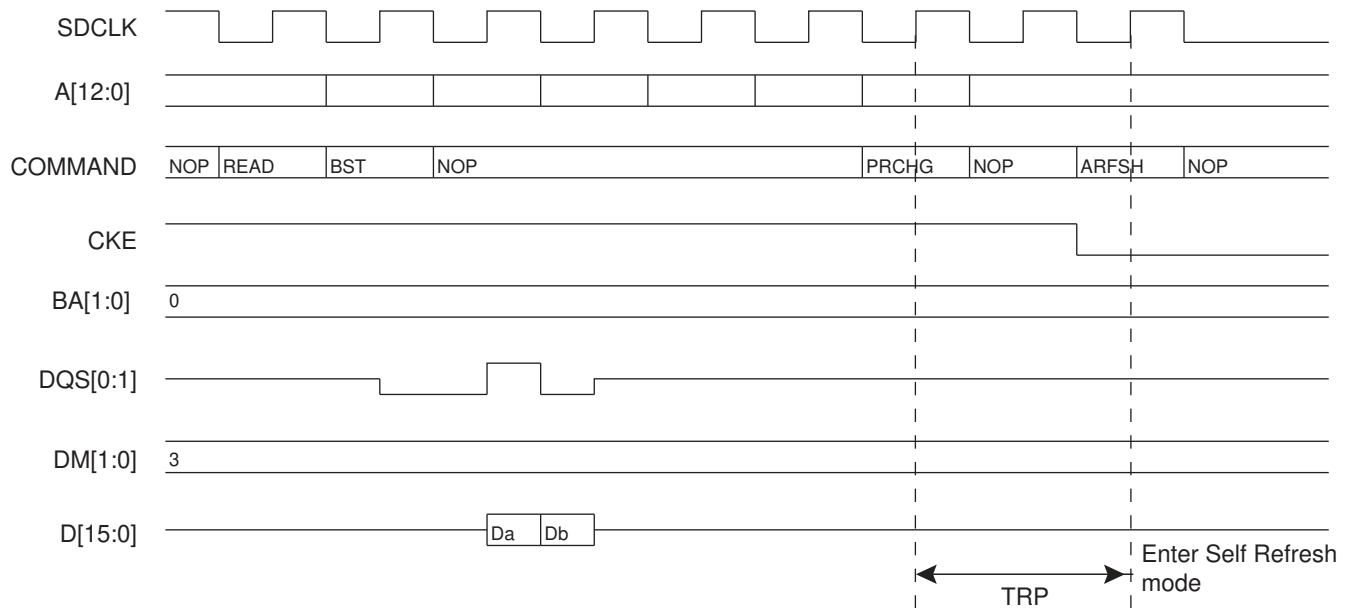 SDCLK
A[12:0]
COMMAND NOP READ BST NOP PRCHG NOP ARFSH NOP
CKE
BA[1:0] 0
DQS[0:1]
DM[1:0] 3
D[15:0] Da Db
Enter Self Refresh
mode
TRP